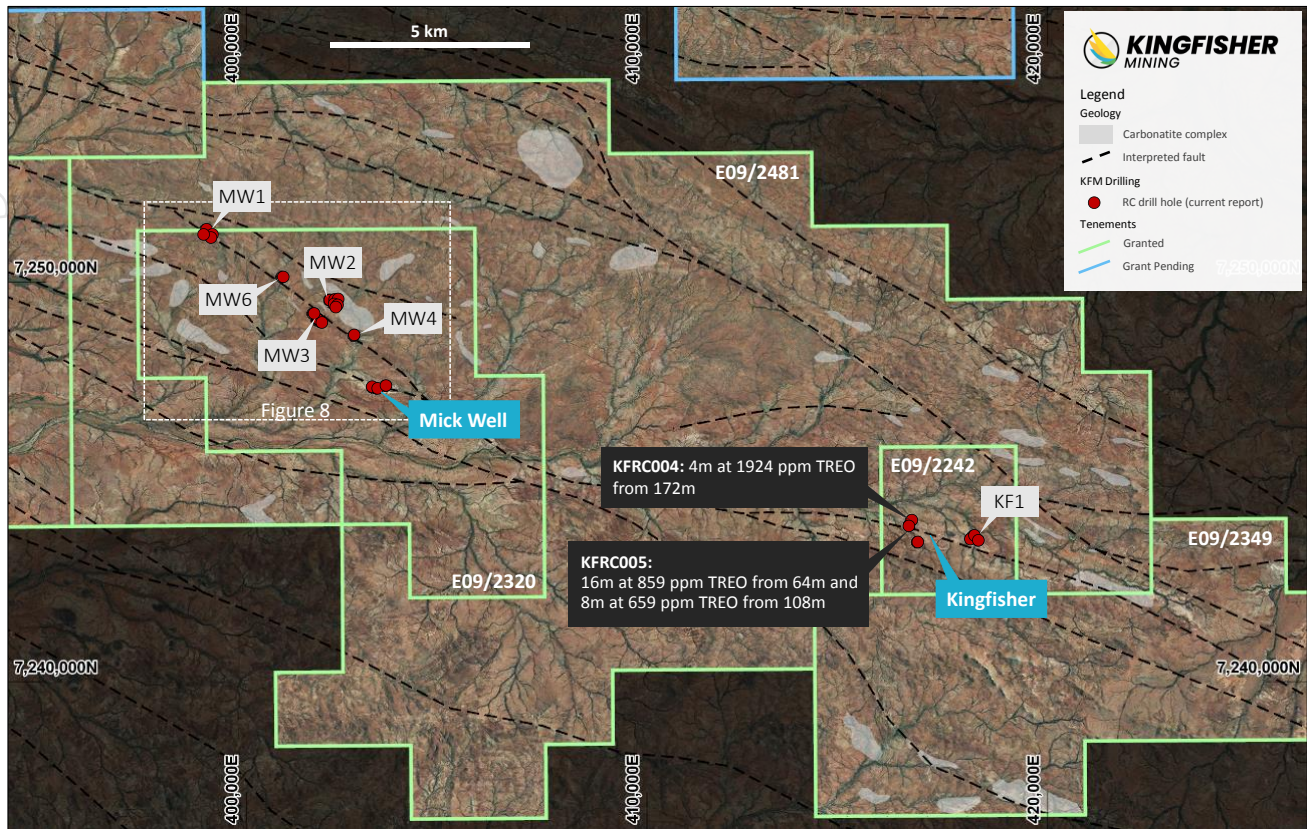 5 km
400,000E
410,000E
420,000E
KINGFISHER
MINING
Legend
Geology
Carbonatite complex
Interpreted fault
KFM Drilling
RC drill hole (current report)
Tenements
Granted
Grant Pending
7,250,000N
7,250,000N
E09/2481
MW1
MW2
MW6
MW4
MW3
Figure 8
Mick Well
KFRC004: 4m at 1924 ppm TREO
from 172m
E09/2242
KF1
KFRC005:
16m at 859 ppm TREO from 64m and
8m at 659 ppm TREO from 108m
E09/2349
E09/2320
Kingfisher
7,240,000N
7,240,000N
400,000E
410,000E
420,000E